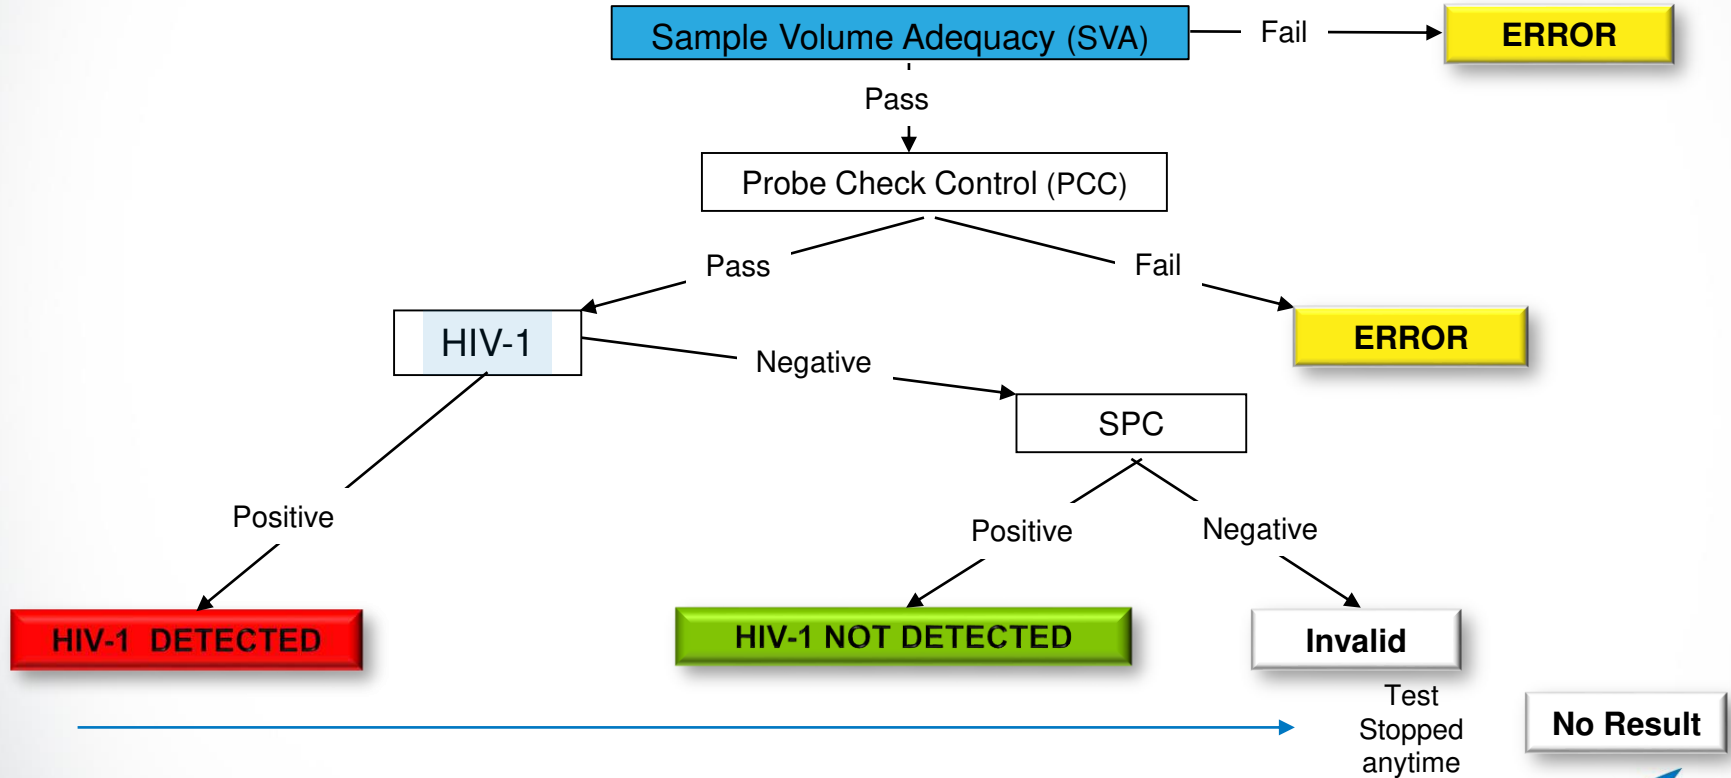 Sample Volume Adequacy (SVA)
Fail
ERROR
Pass
Probe Check Control (PCC)
Pass
Fail
HIV-1
ERROR
Negative
SPC
Positive
Positive
Negative
HIV-1 DETECTED
HIV-1 NOT DETECTED
Invalid
Test
Stopped
anytime
No Result